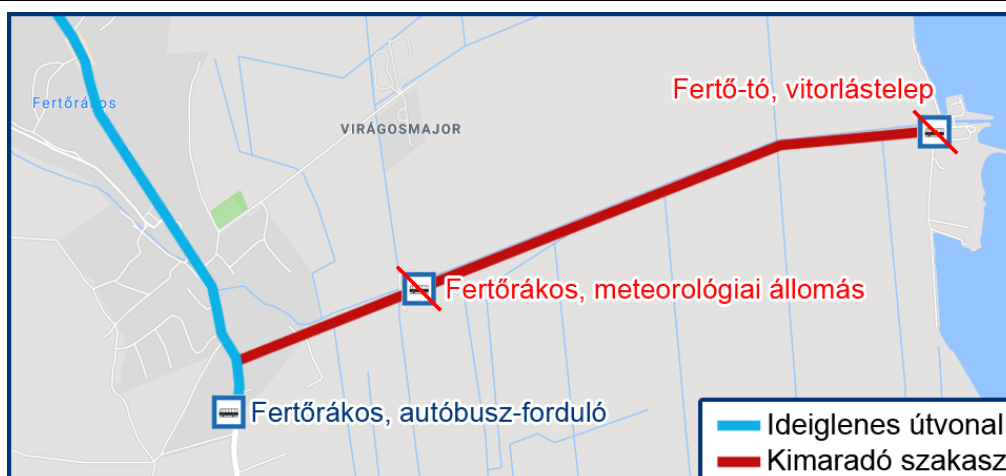 Fertő-tó, vitorlástelep
Fertőrákos
VIRÁGOSMAJOR
Fertőrákos, meteorológiai állomás
Fertőrákos, autóbusz-forduló
Ideiglenes útvonal
Kimaradó szakasz